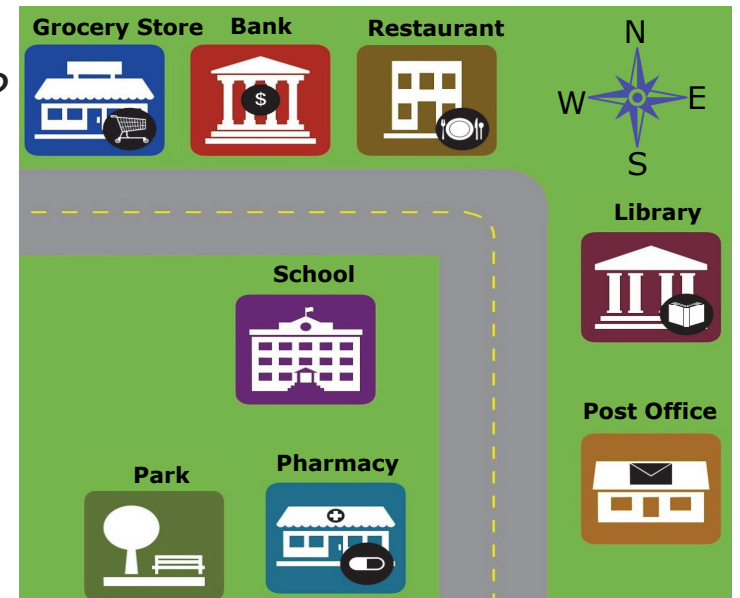 Grocery Store
Bank
Restaurant
$
N
W
E
S
Library
School
Post Office
Pharmacy
Park
?